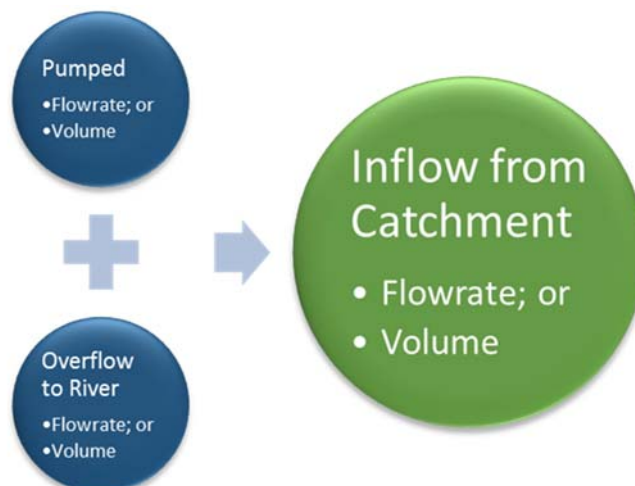 Pumped
•Flowrate; or
•Volume
Overflow
to River
•Flowrate; or
•Volume
Inflow from
Catchment
• Flowrate; or
• Volume